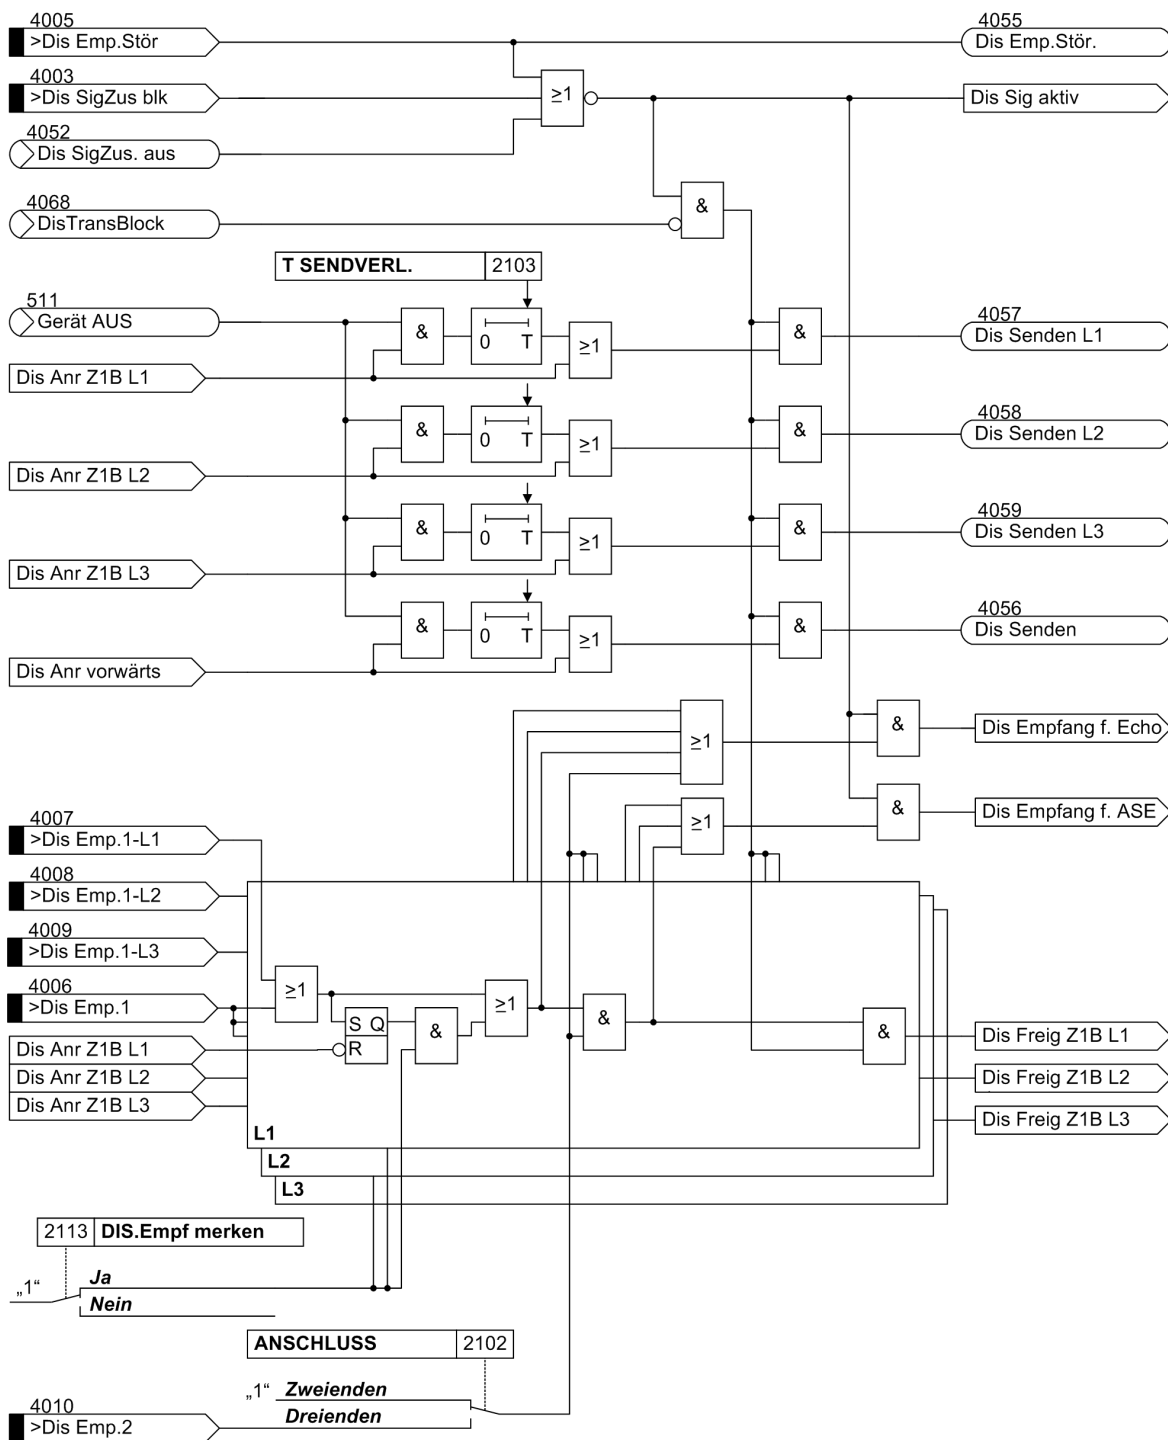 4005
>Dis Emp.Stör
4055
Dis Emp.Stör.
4003
>Dis SigZus blk
≥1
Dis Sig aktiv
4052
Dis SigZus. aus
4068
DisTransBlock
&
T SENDVERL. 2103
511
Gerät AUS
& 0 T ≥1 &
4057
Dis Senden L1
Dis Anr Z1B L1
& 0 T ≥1 &
4058
Dis Senden L2
Dis Anr Z1B L2
& 0 T ≥1 &
4059
Dis Senden L3
Dis Anr Z1B L3
& 0 T ≥1 &
4056
Dis Senden
Dis Anr vorwärts
≥1 & Dis Empfang f. Echo
≥1 & Dis Empfang f. ASE
4007
>Dis Emp.1-L1
4008
>Dis Emp.1-L2
4009
>Dis Emp.1-L3
4006
>Dis Emp.1
≥1 S Q R & ≥1 & &
Dis Anr Z1B L1
Dis Anr Z1B L2
Dis Anr Z1B L3
Dis Freig Z1B L1
Dis Freig Z1B L2
Dis Freig Z1B L3
L1
L2
L3
2113 DIS.Empf merken
„1“
Ja
Nein
ANSCHLUSS 2102
„1“ Zweienden
Dreienden
4010
>Dis Emp.2